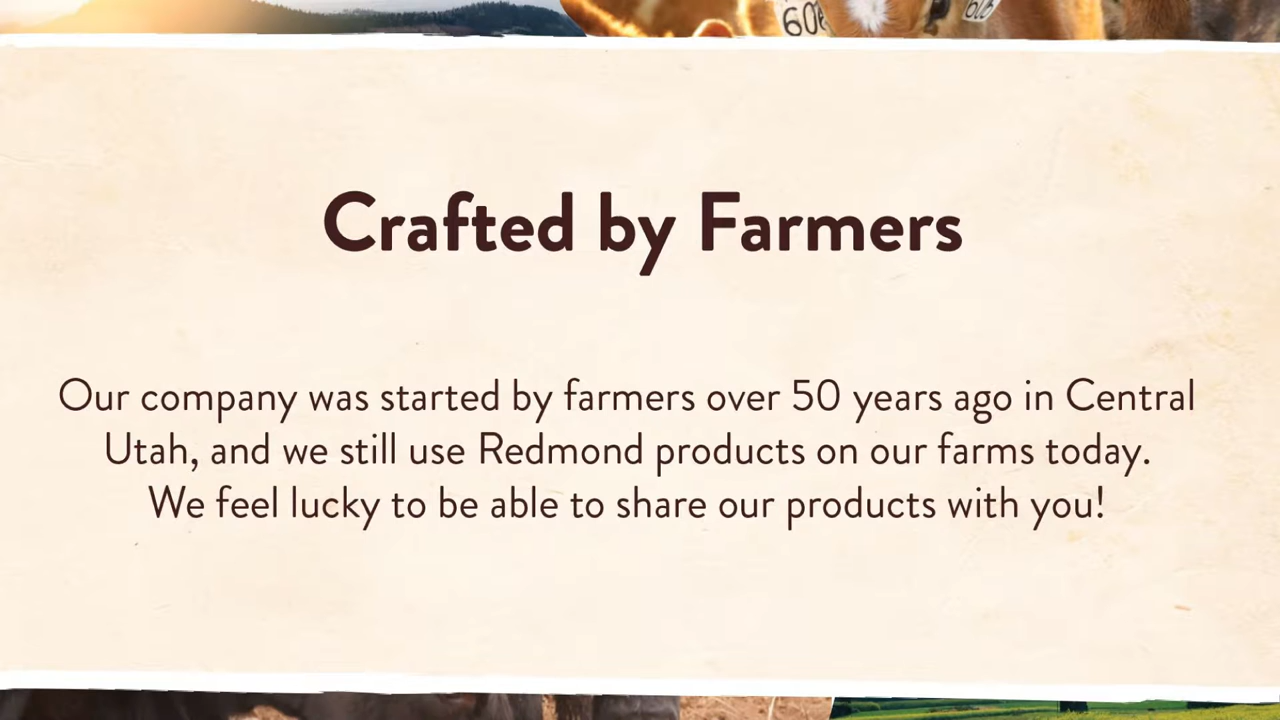 Crafted by Farmers
Our company was started by farmers over 50 years ago in Central
Utah, and we still use Redmond products on our farms today.
We feel lucky to be able to share our products with you!